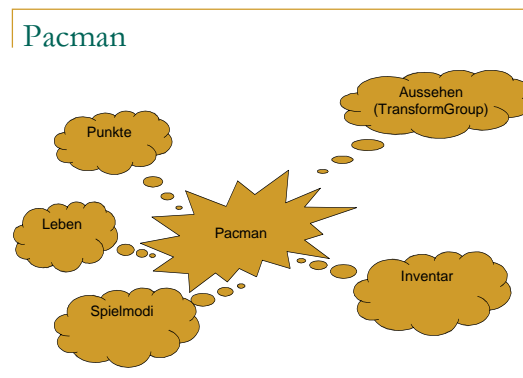 Pacman
Aussehen
(TransformGroup)
Punkte
Leben
Pacman
Inventar
Spielmodi